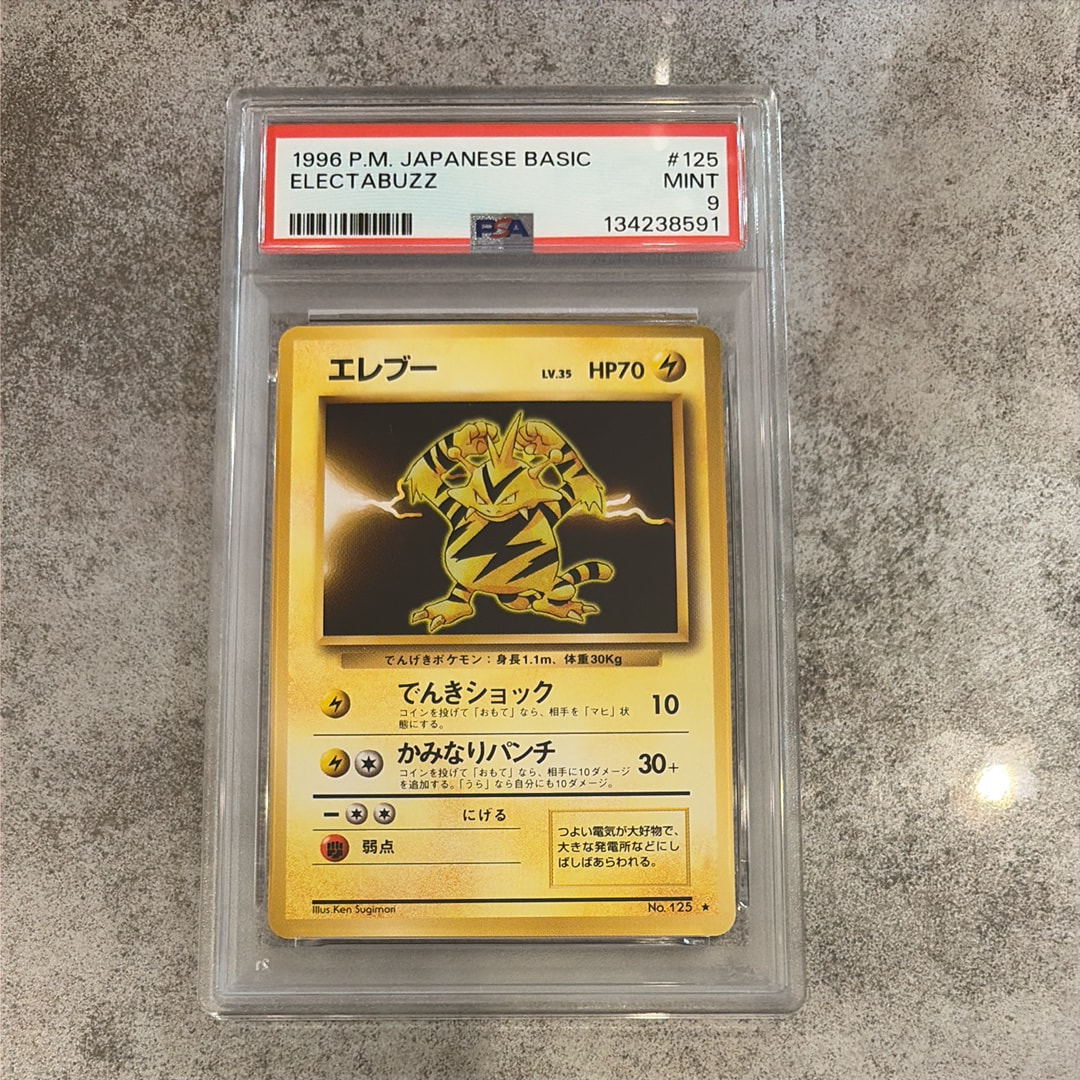 1996 P.M. JAPANESE BASIC #125
ELECTABUZZ MINT
9
PSA 134238591
エレブー LV.35 HP70
でんげきポケモン：身長1.1m、体重30Kg
でんきショック 10
コインを投げて「おもて」なら、相手を「マヒ」状
態にする。
かみなりパンチ 30+
コインを投げて「おもて」なら、相手に10ダメージ
を追加する。「うら」なら自分にも10ダメージ。
にげる
弱点
つよい電気が大好物で、
大きな発電所などにし
ばしばあらわれる。
Illus.Ken Sugimori No.125 ★